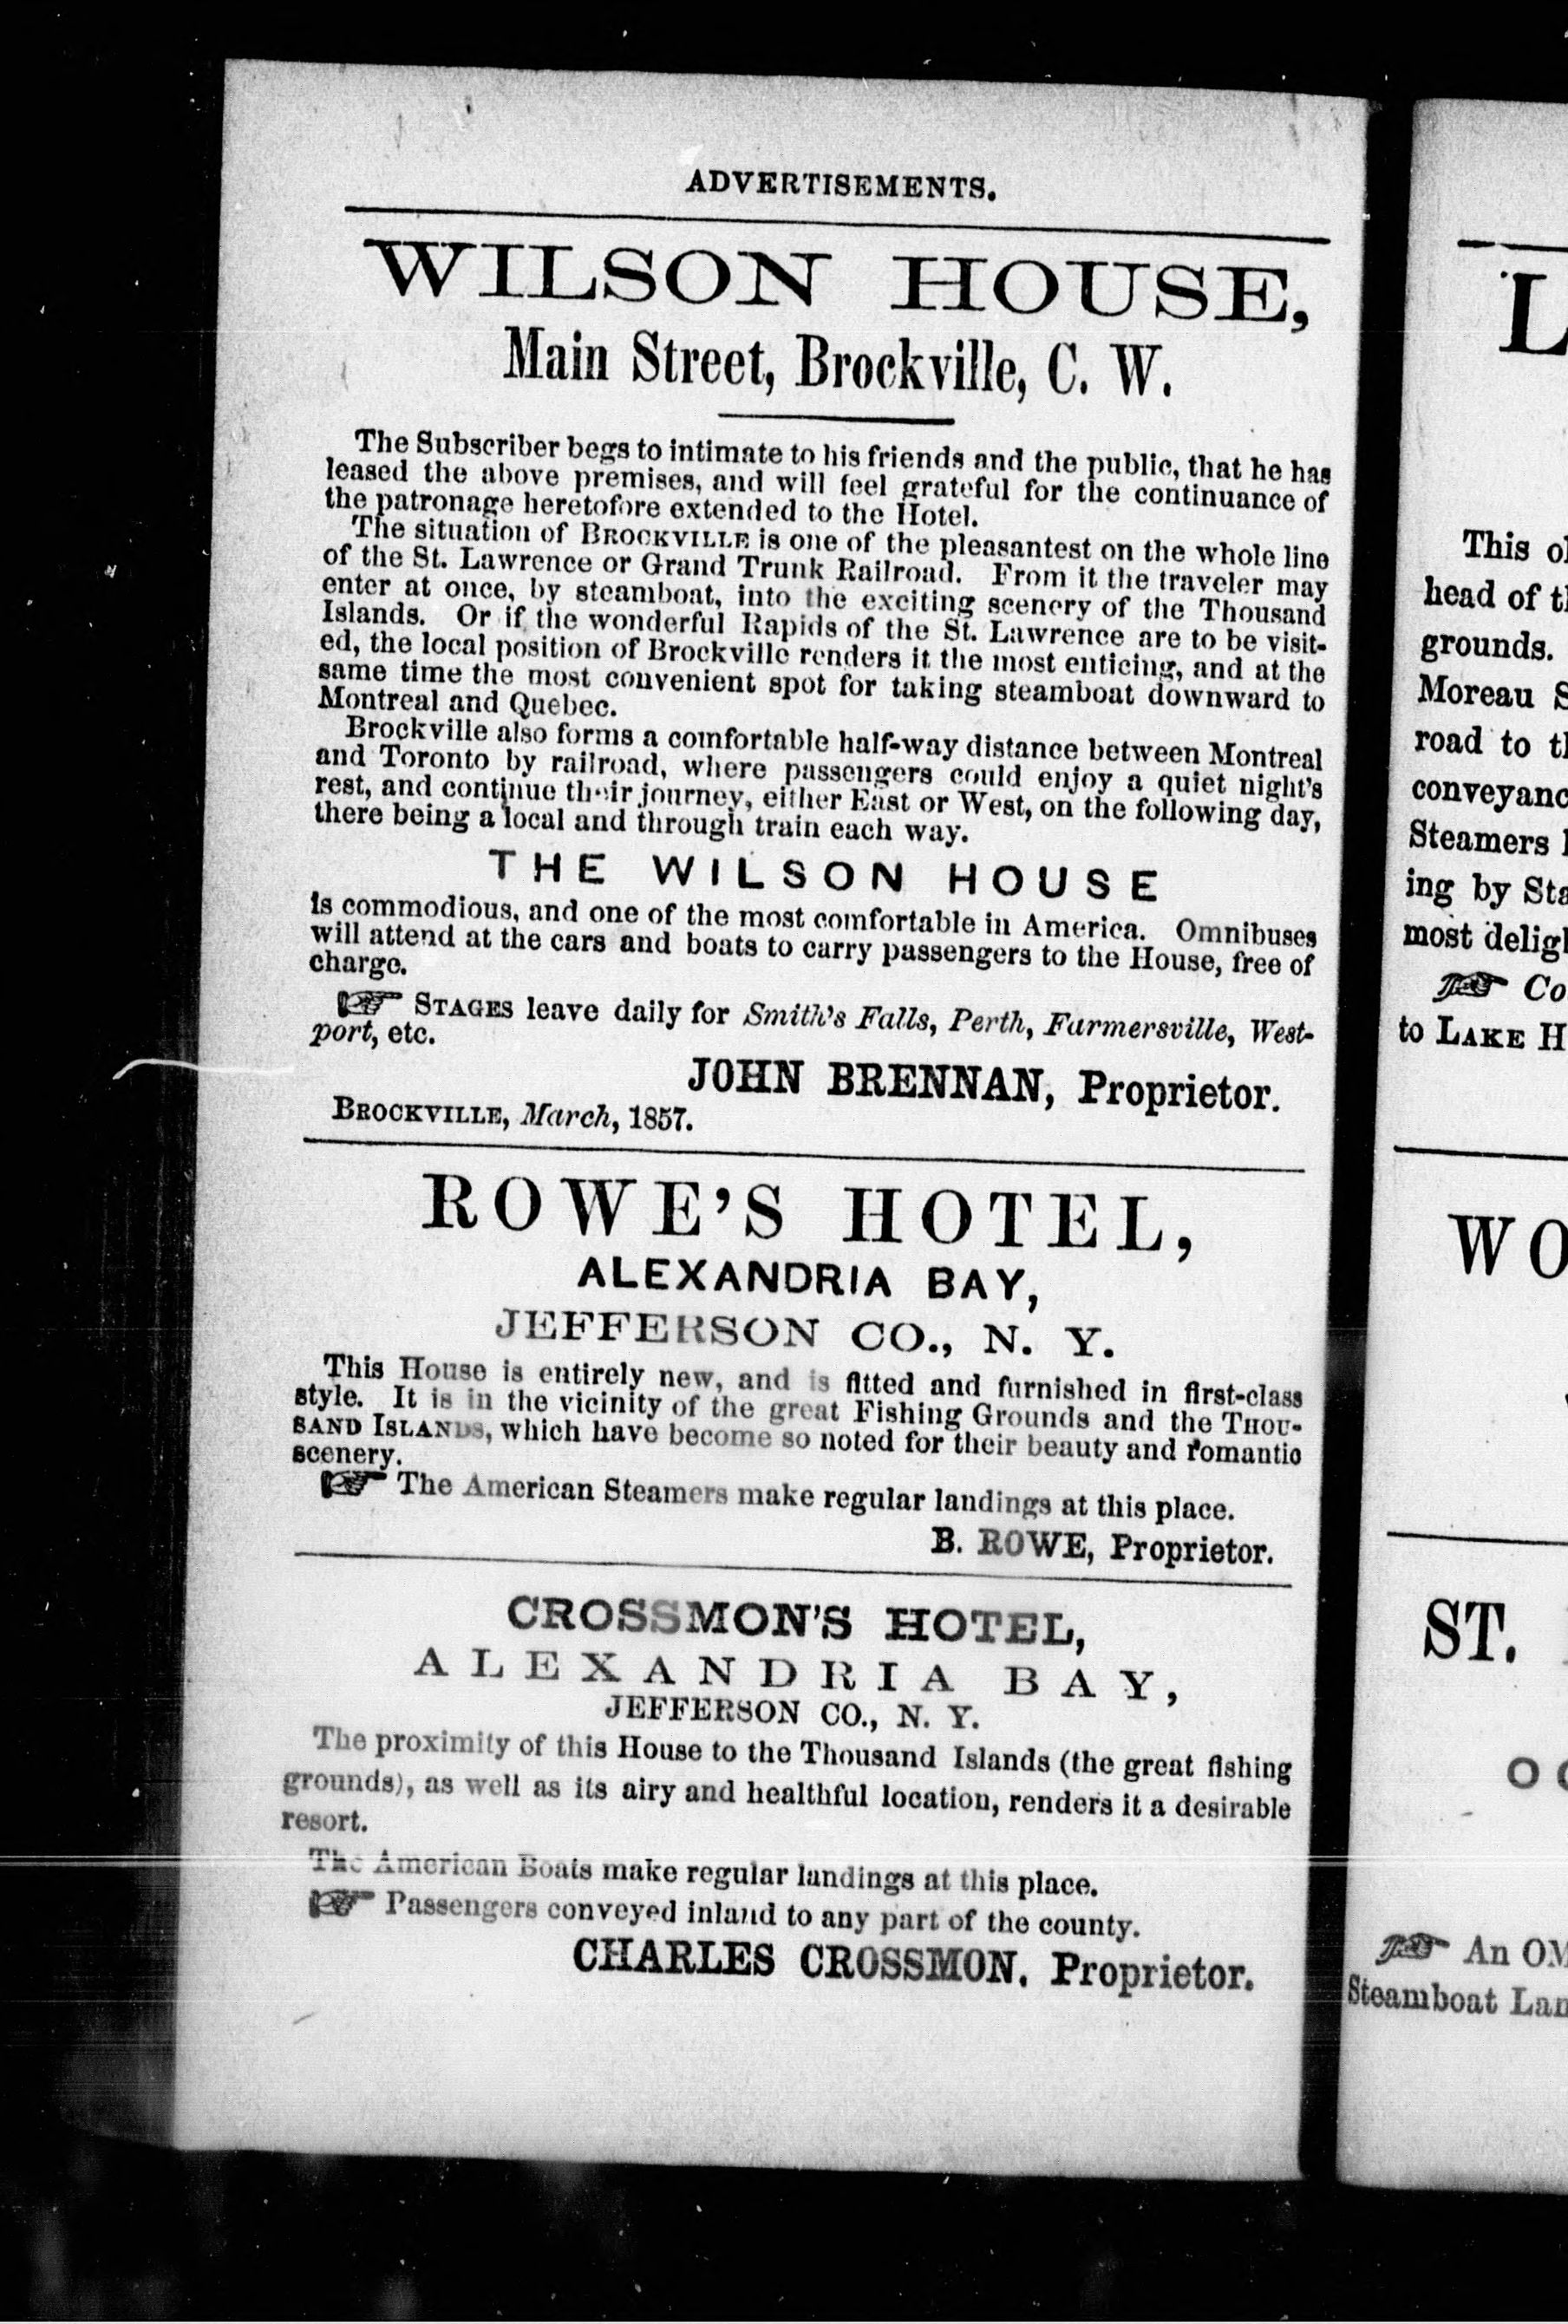 ADVERTISEMENTS.
WILSON HOUSE,
Main Street, Brockville, C. W.
The Subscriber begs to intimate to his friends and the public, that he has
leased the above premises, and will feel grateful for the continuance of
the patronage heretofore extended to the Hotel.
The situation of BROCKVILLE is one of the pleasantest on the whole line
of the St. Lawrence or Grand Trunk Railroad. From it the traveler may
enter at once, by steamboat, into the exciting scenery of the Thousand
Islands. Or if the wonderful Rapids of the St. Lawrence are to be visit-
ed, the local position of Brockville renders it the most enticing, and at the
same time the most convenient spot for taking steamboat downward to
Montreal and Quebec.
Brockville also forms a comfortable half-way distance between Montreal
and Toronto by railroad, where passengers could enjoy a quiet night's
rest, and continue their journey, either East or West, on the following day,
there being a local and through train each way.
THE WILSON HOUSE
is commodious, and one of the most comfortable in America. Omnibuses
will attend at the cars and boats to carry passengers to the House, free of
charge.
☞ STAGES leave daily for Smith's Falls, Perth, Farmersville, West-
port, etc.
JOHN BRENNAN, Proprietor.
BROCKVILLE, March, 1857.
ROWE'S HOTEL,
ALEXANDRIA BAY,
JEFFERSON CO., N. Y.
This House is entirely new, and is fitted and furnished in first-class
style. It is in the vicinity of the great Fishing Grounds and the THOU-
SAND ISLANDS, which have become so noted for their beauty and romantic
scenery.
☞ The American Steamers make regular landings at this place.
B. ROWE, Proprietor.
CROSSMON'S HOTEL,
ALEXANDRIA BAY,
JEFFERSON CO., N. Y.
The proximity of this House to the Thousand Islands (the great fishing
grounds), as well as its airy and healthful location, renders it a desirable
resort.
The American Boats make regular landings at this place.
☞ Passengers conveyed inland to any part of the county.
CHARLES CROSSMON, Proprietor.
L
This
head of
grounds.
Moreau
road to
Steamers
ing by
most
☞ Co
to LAKE H
WO
ST.
☞ An
Steamboat